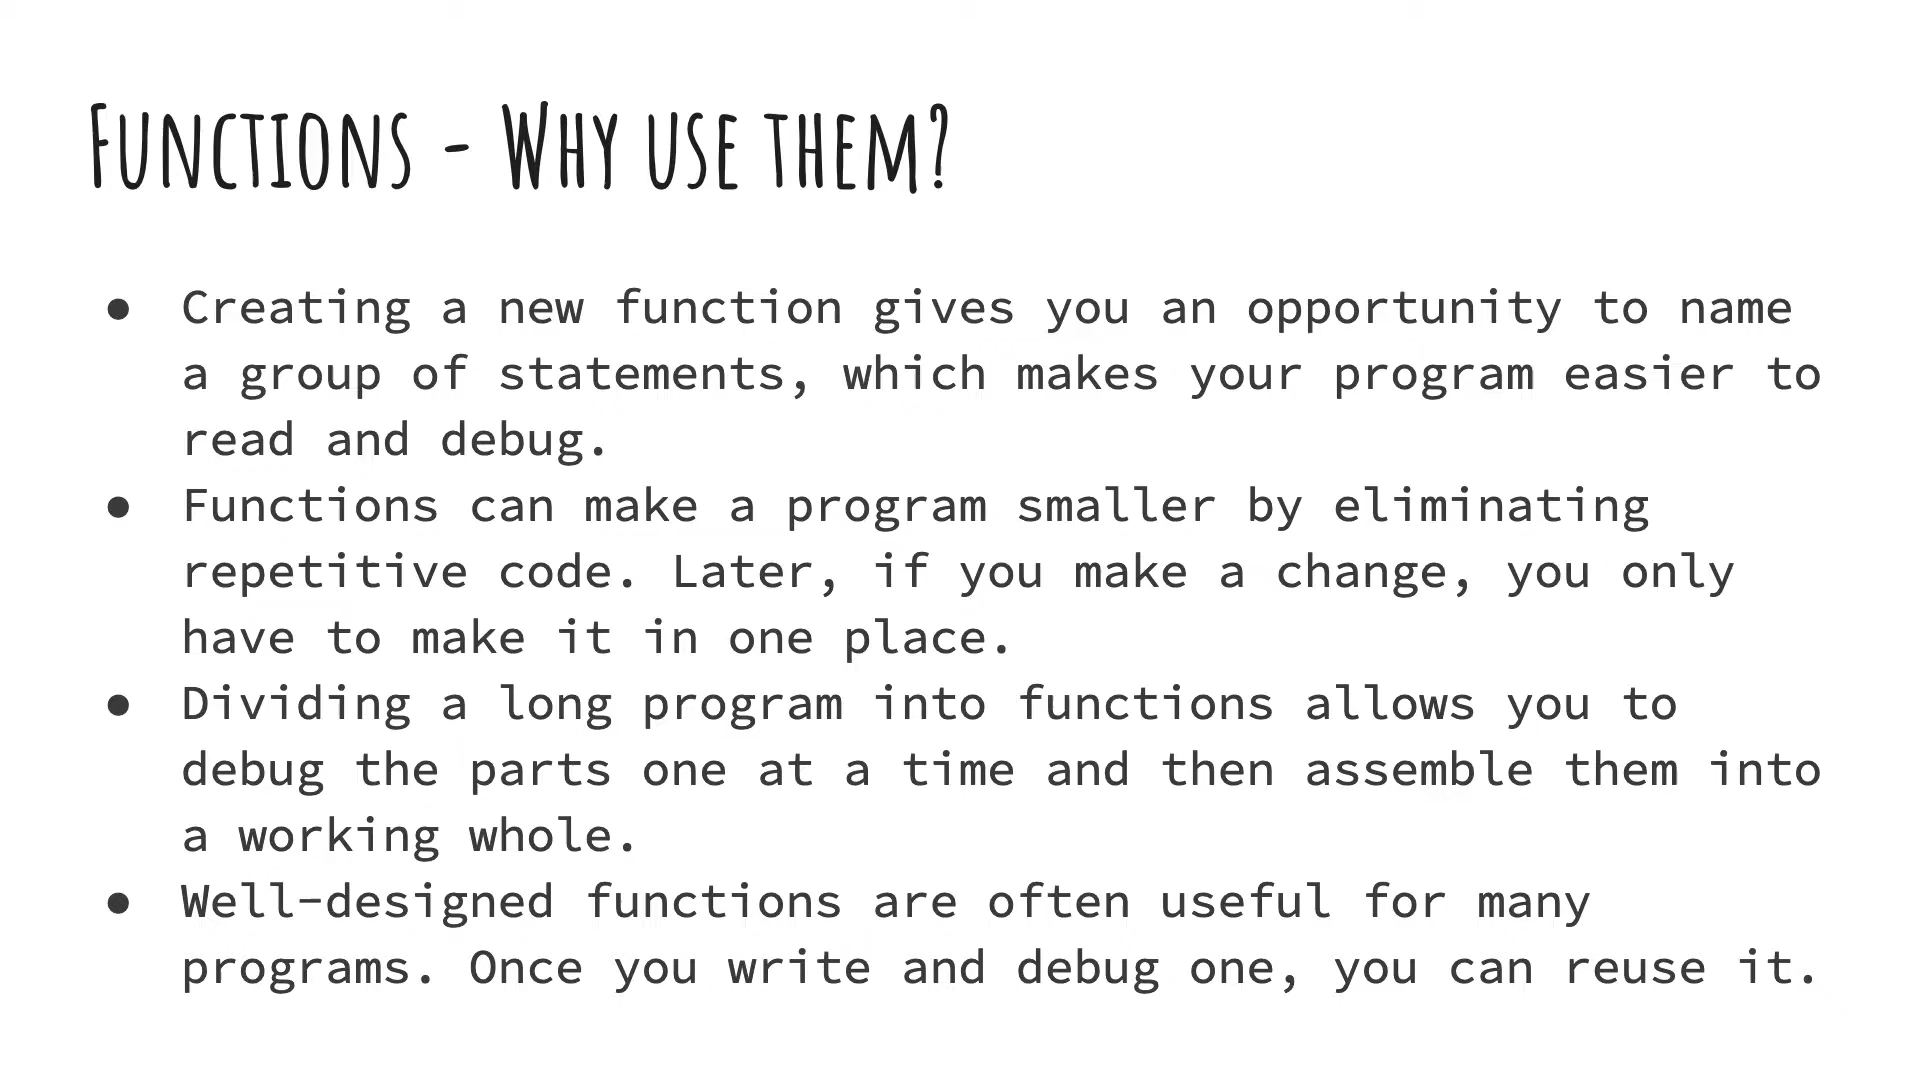 Functions - Why use them?
● Creating a new function gives you an opportunity to name
a group of statements, which makes your program easier to
read and debug.
● Functions can make a program smaller by eliminating
repetitive code. Later, if you make a change, you only
have to make it in one place.
● Dividing a long program into functions allows you to
debug the parts one at a time and then assemble them into
a working whole.
● Well-designed functions are often useful for many
programs. Once you write and debug one, you can reuse it.